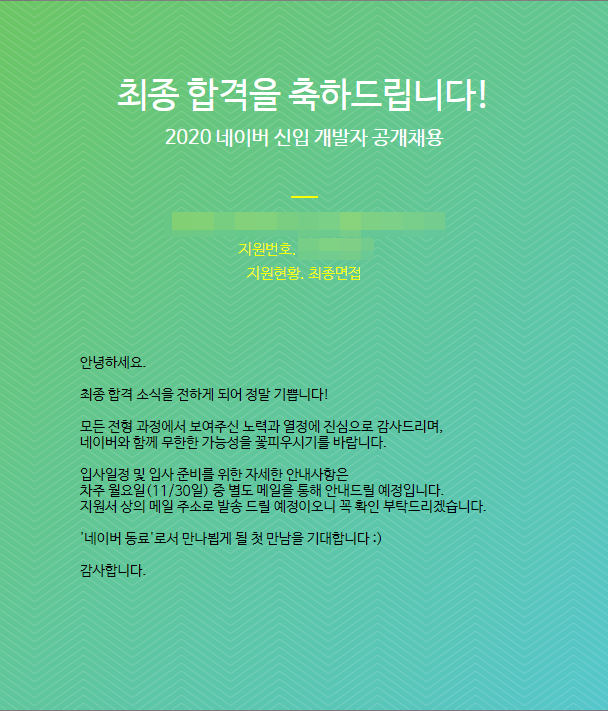 최종 합격을 축하드립니다!
2020 네이버 신입 개발자 공개채용
지원번호.
지원현황. 최종면접
안녕하세요.
최종 합격 소식을 전하게 되어 정말 기쁩니다!
모든 전형 과정에서 보여주신 노력과 열정에 진심으로 감사드리며,
네이버와 함께 무한한 가능성을 꽃피우시기를 바랍니다.
입사일정 및 입사 준비를 위한 자세한 안내사항은
차주 월요일(11/30일) 중 별도 메일을 통해 안내드릴 예정입니다.
지원서 상의 메일 주소로 발송 드릴 예정이오니 꼭 확인 부탁드리겠습니다.
'네이버 동료'로서 만나뵙게 될 첫 만남을 기대합니다 :)
감사합니다.